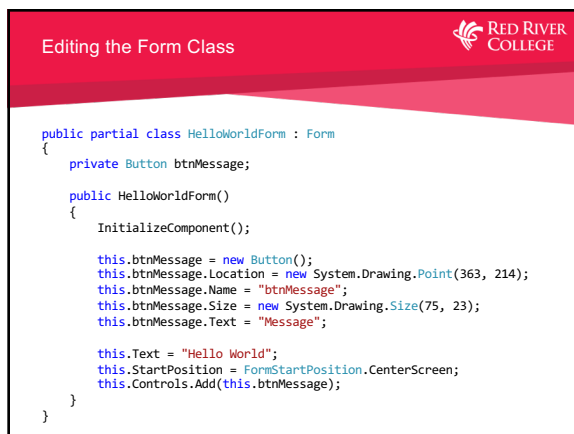 Editing the Form Class
RED RIVER
COLLEGE
public partial class HelloWorldForm : Form
{
    private Button btnMessage;

    public HelloWorldForm()
    {
        InitializeComponent();

        this.btnMessage = new Button();
        this.btnMessage.Location = new System.Drawing.Point(363, 214);
        this.btnMessage.Name = "btnMessage";
        this.btnMessage.Size = new System.Drawing.Size(75, 23);
        this.btnMessage.Text = "Message";

        this.Text = "Hello World";
        this.StartPosition = FormStartPosition.CenterScreen;
        this.Controls.Add(this.btnMessage);
    }
}